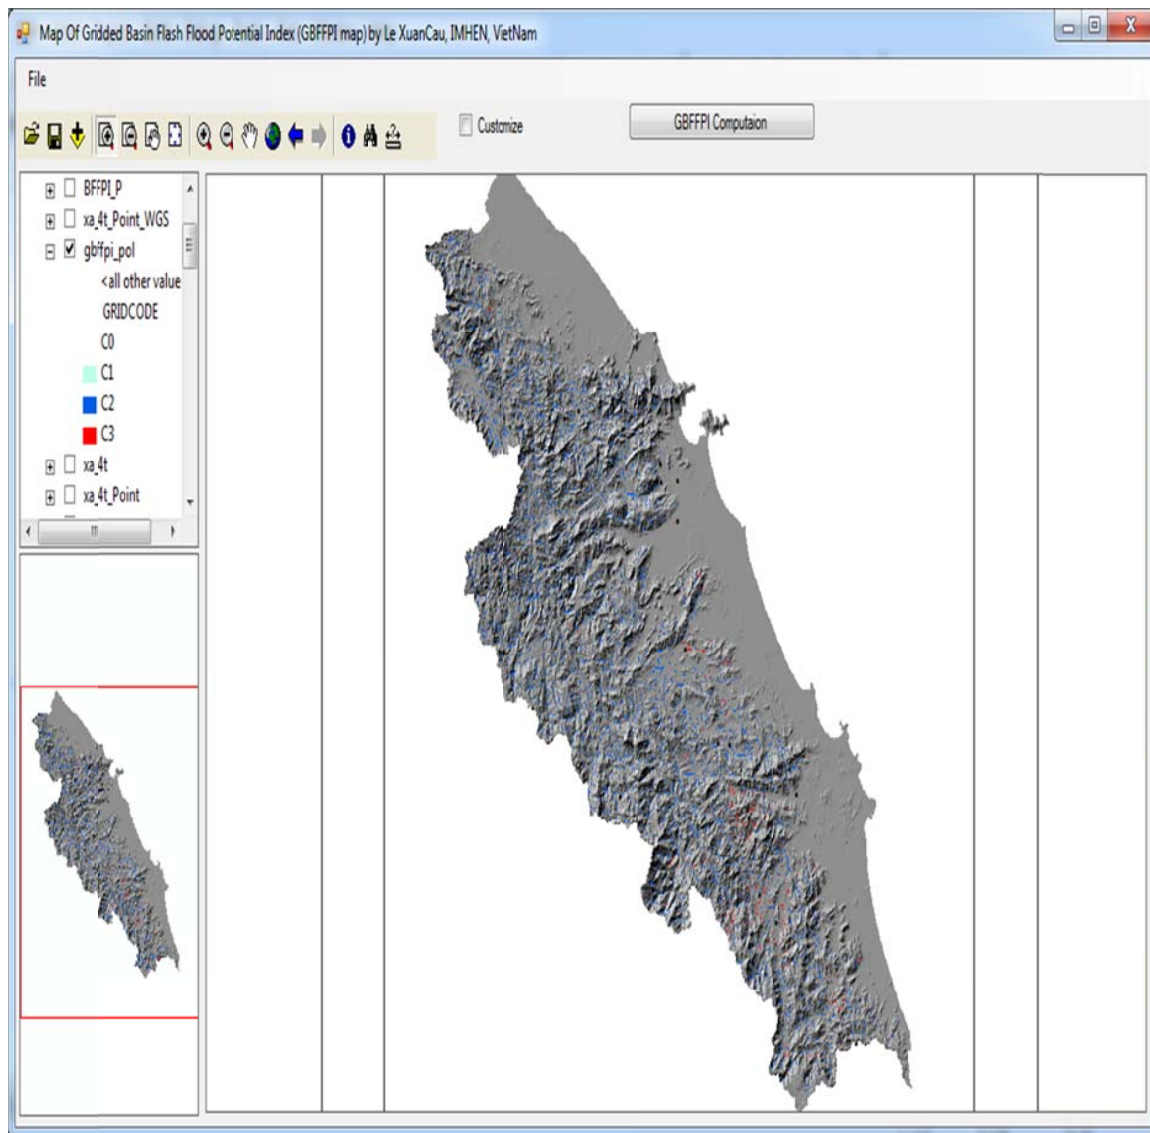 Map Of Gridded Basin Flash Flood Potential Index (GBFFPI map) by Le XuanCau, IMHEN, VietNam
File
Customize
GBFFPI Computaion
BFFPI_P
xa_4t_Point_WGS
gbffpi_pol
<all other value
GRIDCODE
C0
C1
C2
C3
xa_4t
xa_4t_Point